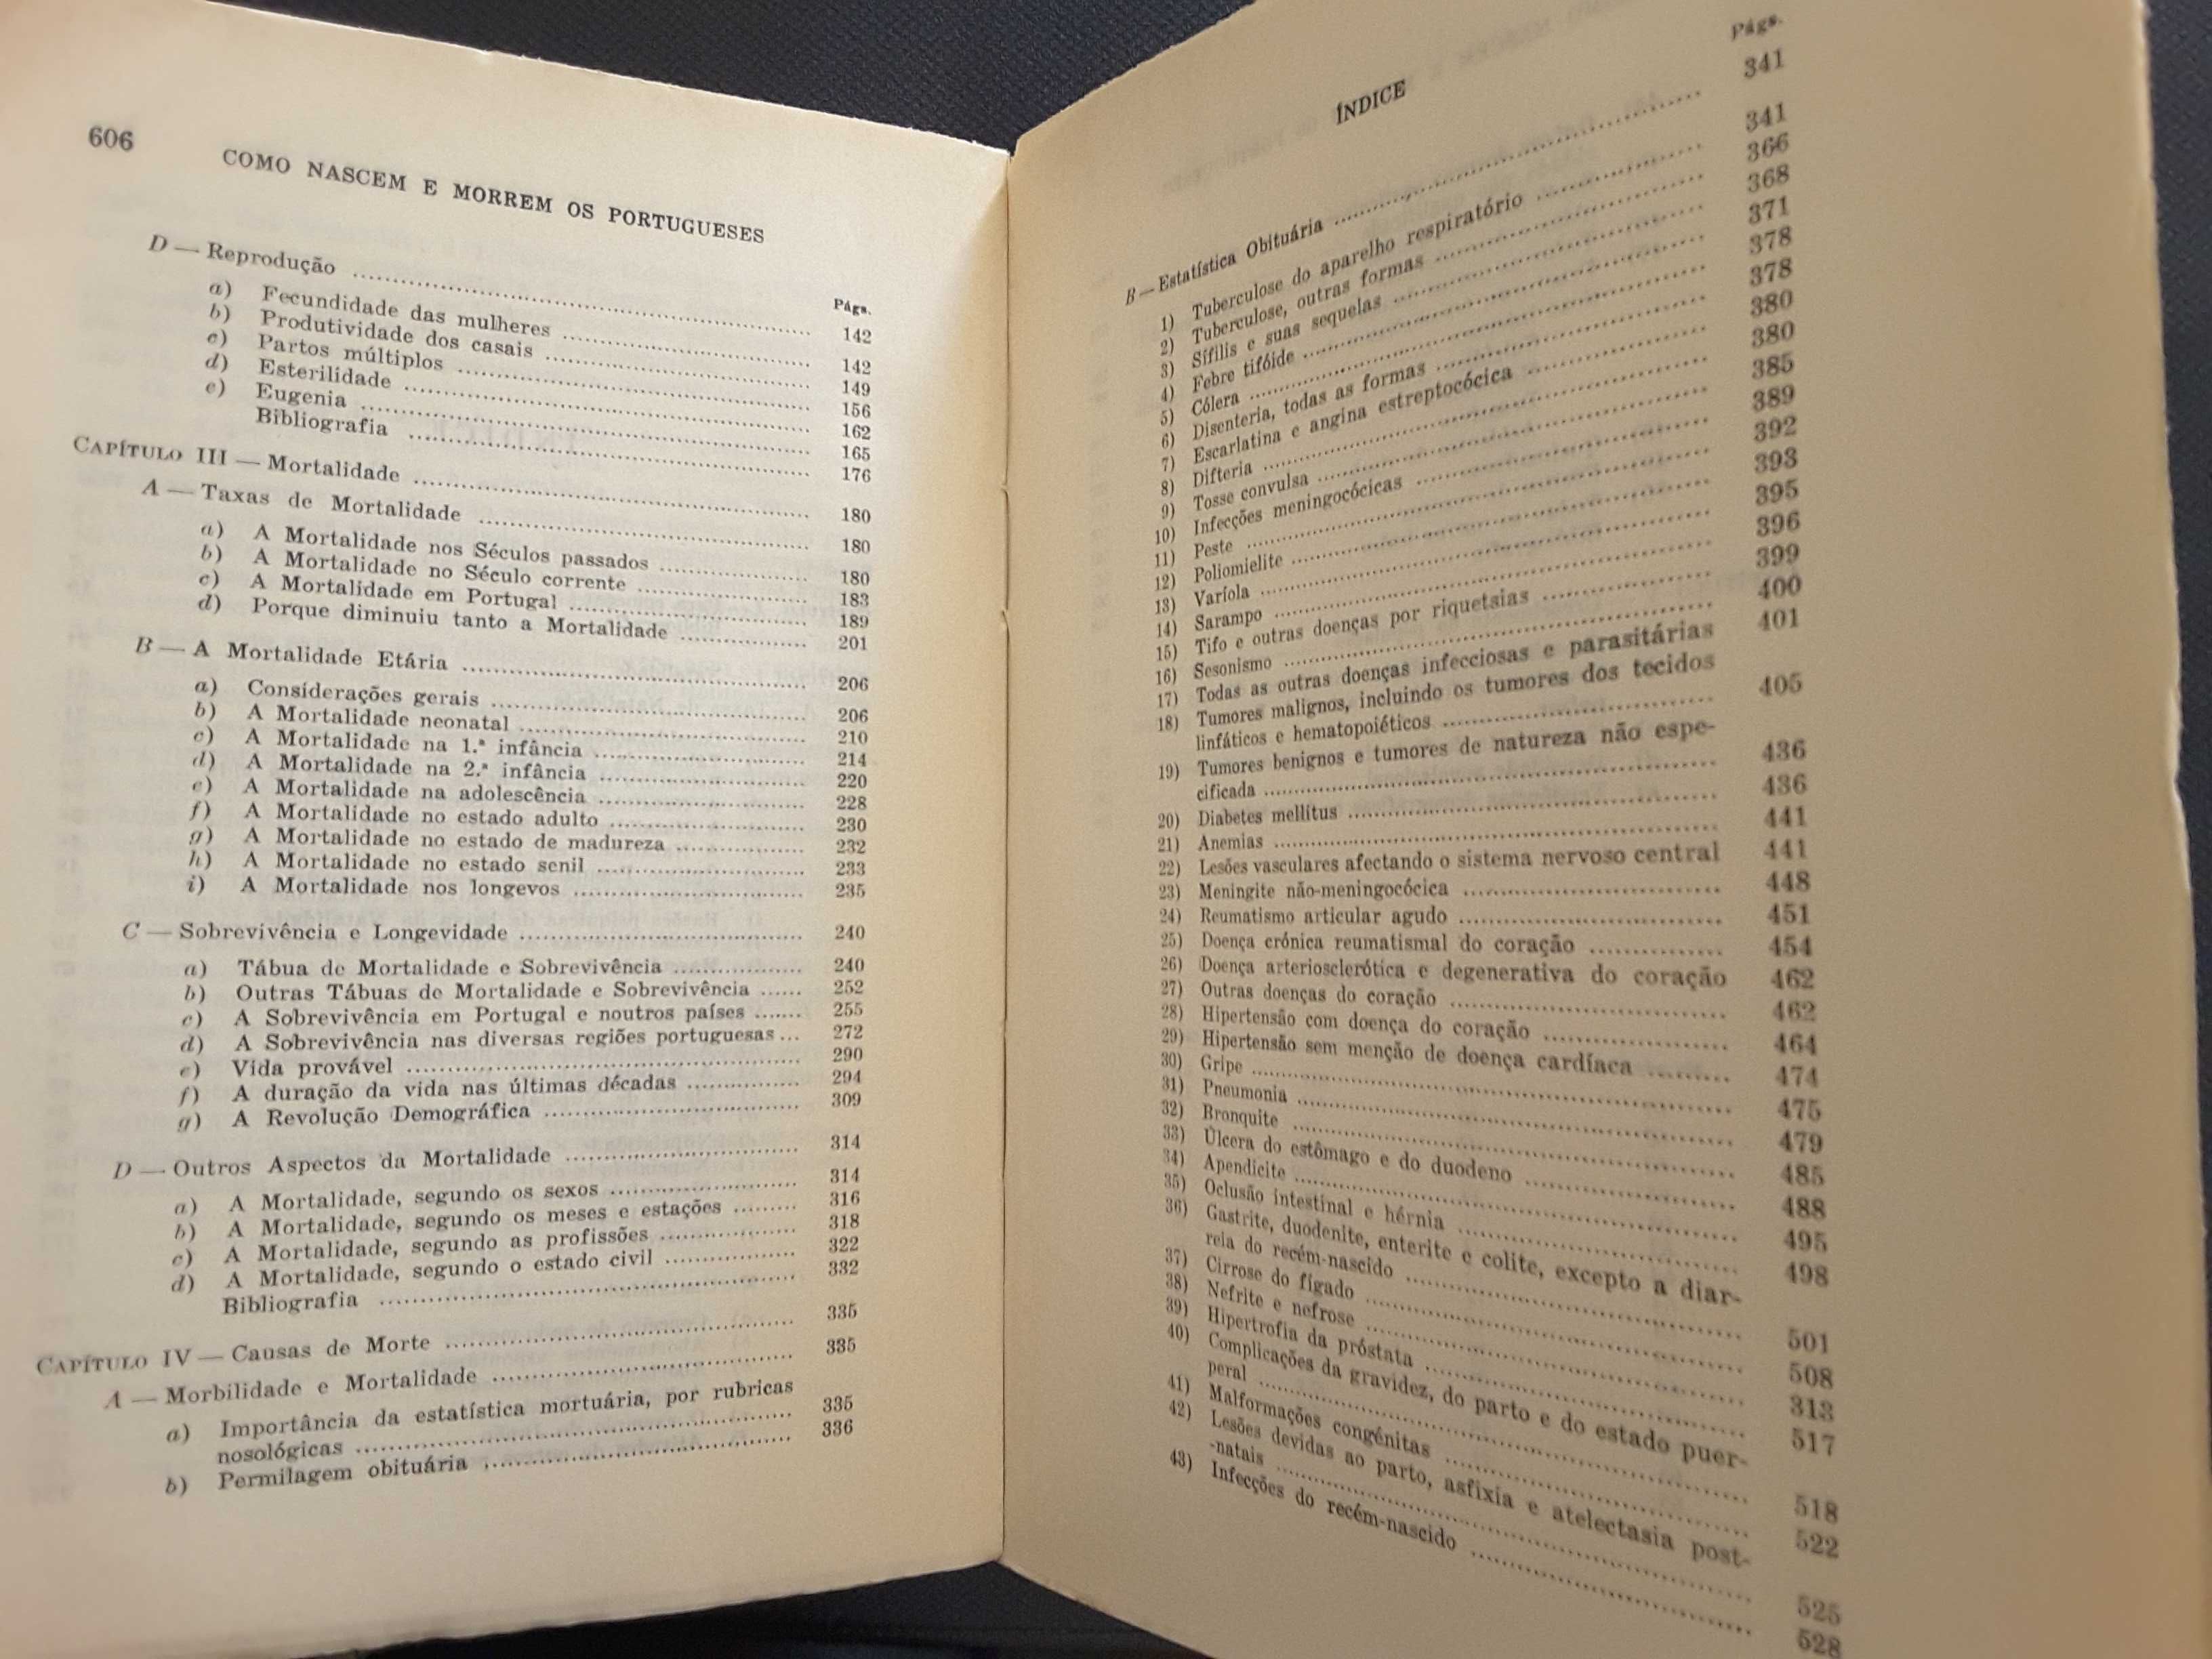 606
COMO NASCEM E MORREM OS PORTUGUESES
Págs.
D — Reprodução .......... 142
a) Fecundidade das mulheres .......... 142
b) Produtividade dos casais .......... 149
c) Partos múltiplos .......... 156
d) Esterilidade .......... 162
e) Eugenia .......... 165
Bibliografia .......... 176
CAPÍTULO III — Mortalidade .......... 180
A — Taxas de Mortalidade .......... 180
a) A Mortalidade nos Séculos passados .......... 180
b) A Mortalidade no Século corrente .......... 183
c) A Mortalidade em Portugal .......... 189
d) Porque diminuiu tanto a Mortalidade .......... 201
B — A Mortalidade Etária .......... 206
a) Considerações gerais .......... 206
b) A Mortalidade neonatal .......... 210
c) A Mortalidade na 1.ª infância .......... 214
d) A Mortalidade na 2.ª infância .......... 220
e) A Mortalidade na adolescência .......... 228
f) A Mortalidade no estado adulto .......... 230
g) A Mortalidade no estado de madureza .......... 232
h) A Mortalidade no estado senil .......... 233
i) A Mortalidade nos longevos .......... 235
C — Sobrevivência e Longevidade .......... 240
a) Tábua de Mortalidade e Sobrevivência .......... 240
b) Outras Tábuas de Mortalidade e Sobrevivência ...... 252
c) A Sobrevivência em Portugal e noutros países ....... 255
d) A Sobrevivência nas diversas regiões portuguesas ... 272
e) Vida provável .......... 290
f) A duração da vida nas últimas décadas .......... 294
g) A Revolução Demográfica .......... 309
D — Outros Aspectos da Mortalidade .......... 314
a) A Mortalidade, segundo os sexos .......... 314
b) A Mortalidade, segundo os meses e estações ......... 316
c) A Mortalidade, segundo as profissões .......... 318
d) A Mortalidade, segundo o estado civil .......... 322
Bibliografia .......... 332
CAPÍTULO IV — Causas de Morte .......... 335
A — Morbilidade e Mortalidade .......... 335
a) Importância da estatística mortuária, por rubricas
nosológicas .......... 335
b) Permilagem obituária .......... 336
ÍNDICE
Págs.
B — Estatística Obituária .......... 341
1) Tuberculose do aparelho respiratório .......... 341
2) Tuberculose, outras formas .......... 366
3) Sífilis e suas sequelas .......... 368
4) Febre tifóide .......... 371
5) Cólera .......... 378
6) Disenteria, todas as formas .......... 378
7) Escarlatina e angina estreptocócica .......... 380
8) Difteria .......... 380
9) Tosse convulsa .......... 385
10) Infecções meningocócicas .......... 389
11) Peste .......... 392
12) Poliomielite .......... 393
13) Varíola .......... 395
14) Sarampo .......... 396
15) Tifo e outras doenças por riquetsias .......... 399
16) Sesonismo .......... 400
17) Todas as outras doenças infecciosas e parasitárias 401
18) Tumores malignos, incluindo os tumores dos tecidos
linfáticos e hematopoiéticos .......... 405
19) Tumores benignos e tumores de natureza não espe-
cificada .......... 436
20) Diabetes mellitus .......... 436
21) Anemias .......... 441
22) Lesões vasculares afectando o sistema nervoso central 441
23) Meningite não-meningocócica .......... 448
24) Reumatismo articular agudo .......... 451
25) Doença crónica reumatismal do coração .......... 454
26) Doença arteriosclerótica e degenerativa do coração 462
27) Outras doenças do coração .......... 462
28) Hipertensão com doença do coração .......... 464
29) Hipertensão sem menção de doença cardíaca ......... 474
30) Gripe .......... 475
31) Pneumonia .......... 479
32) Bronquite .......... 485
33) Úlcera do estômago e do duodeno .......... 488
34) Apendicite .......... 495
35) Oclusão intestinal e hérnia .......... 498
36) Gastrite, duodenite, enterite e colite, excepto a diar-
reia do recém-nascido .......... 501
37) Cirrose do fígado .......... 508
38) Nefrite e nefrose .......... 313
39) Hipertrofia da próstata .......... 517
40) Complicações da gravidez, do parto e do estado puer-
peral .......... 518
41) Malformações congénitas .......... 522
42) Lesões devidas ao parto, asfixia e atelectasia post-
-natais .......... 525
43) Infecções do recém-nascido .......... 528